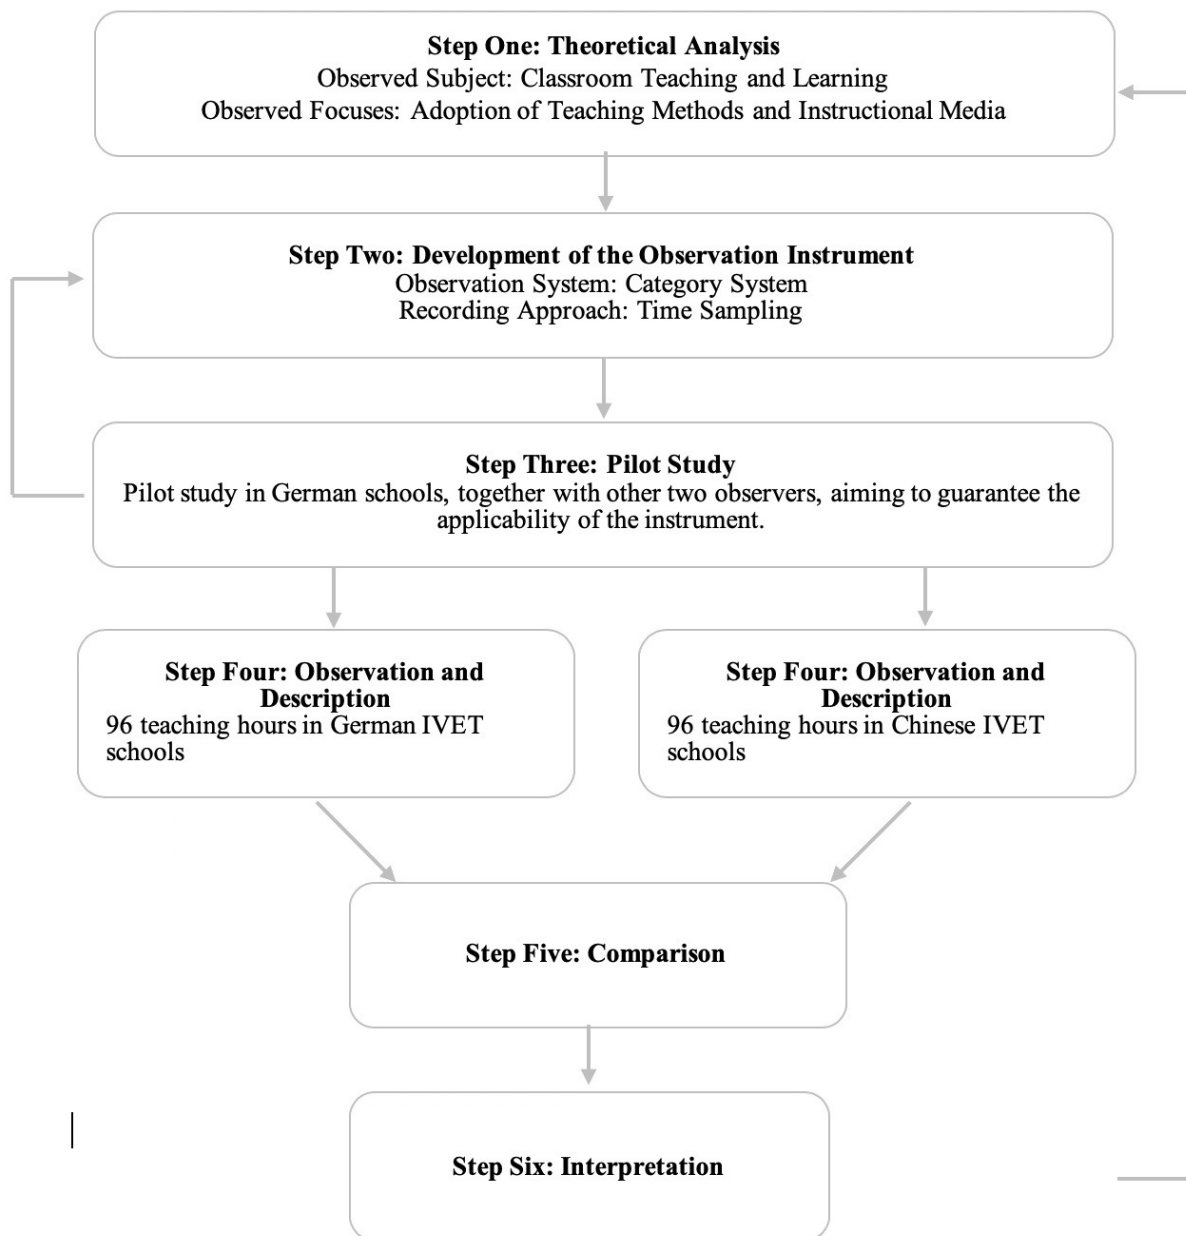 Step One: Theoretical Analysis
Observed Subject: Classroom Teaching and Learning
Observed Focuses: Adoption of Teaching Methods and Instructional Media
Step Two: Development of the Observation Instrument
Observation System: Category System
Recording Approach: Time Sampling
Step Three: Pilot Study
Pilot study in German schools, together with other two observers, aiming to guarantee the
applicability of the instrument.
Step Four: Observation and
Description
96 teaching hours in German IVET
schools
Step Four: Observation and
Description
96 teaching hours in Chinese IVET
schools
Step Five: Comparison
Step Six: Interpretation